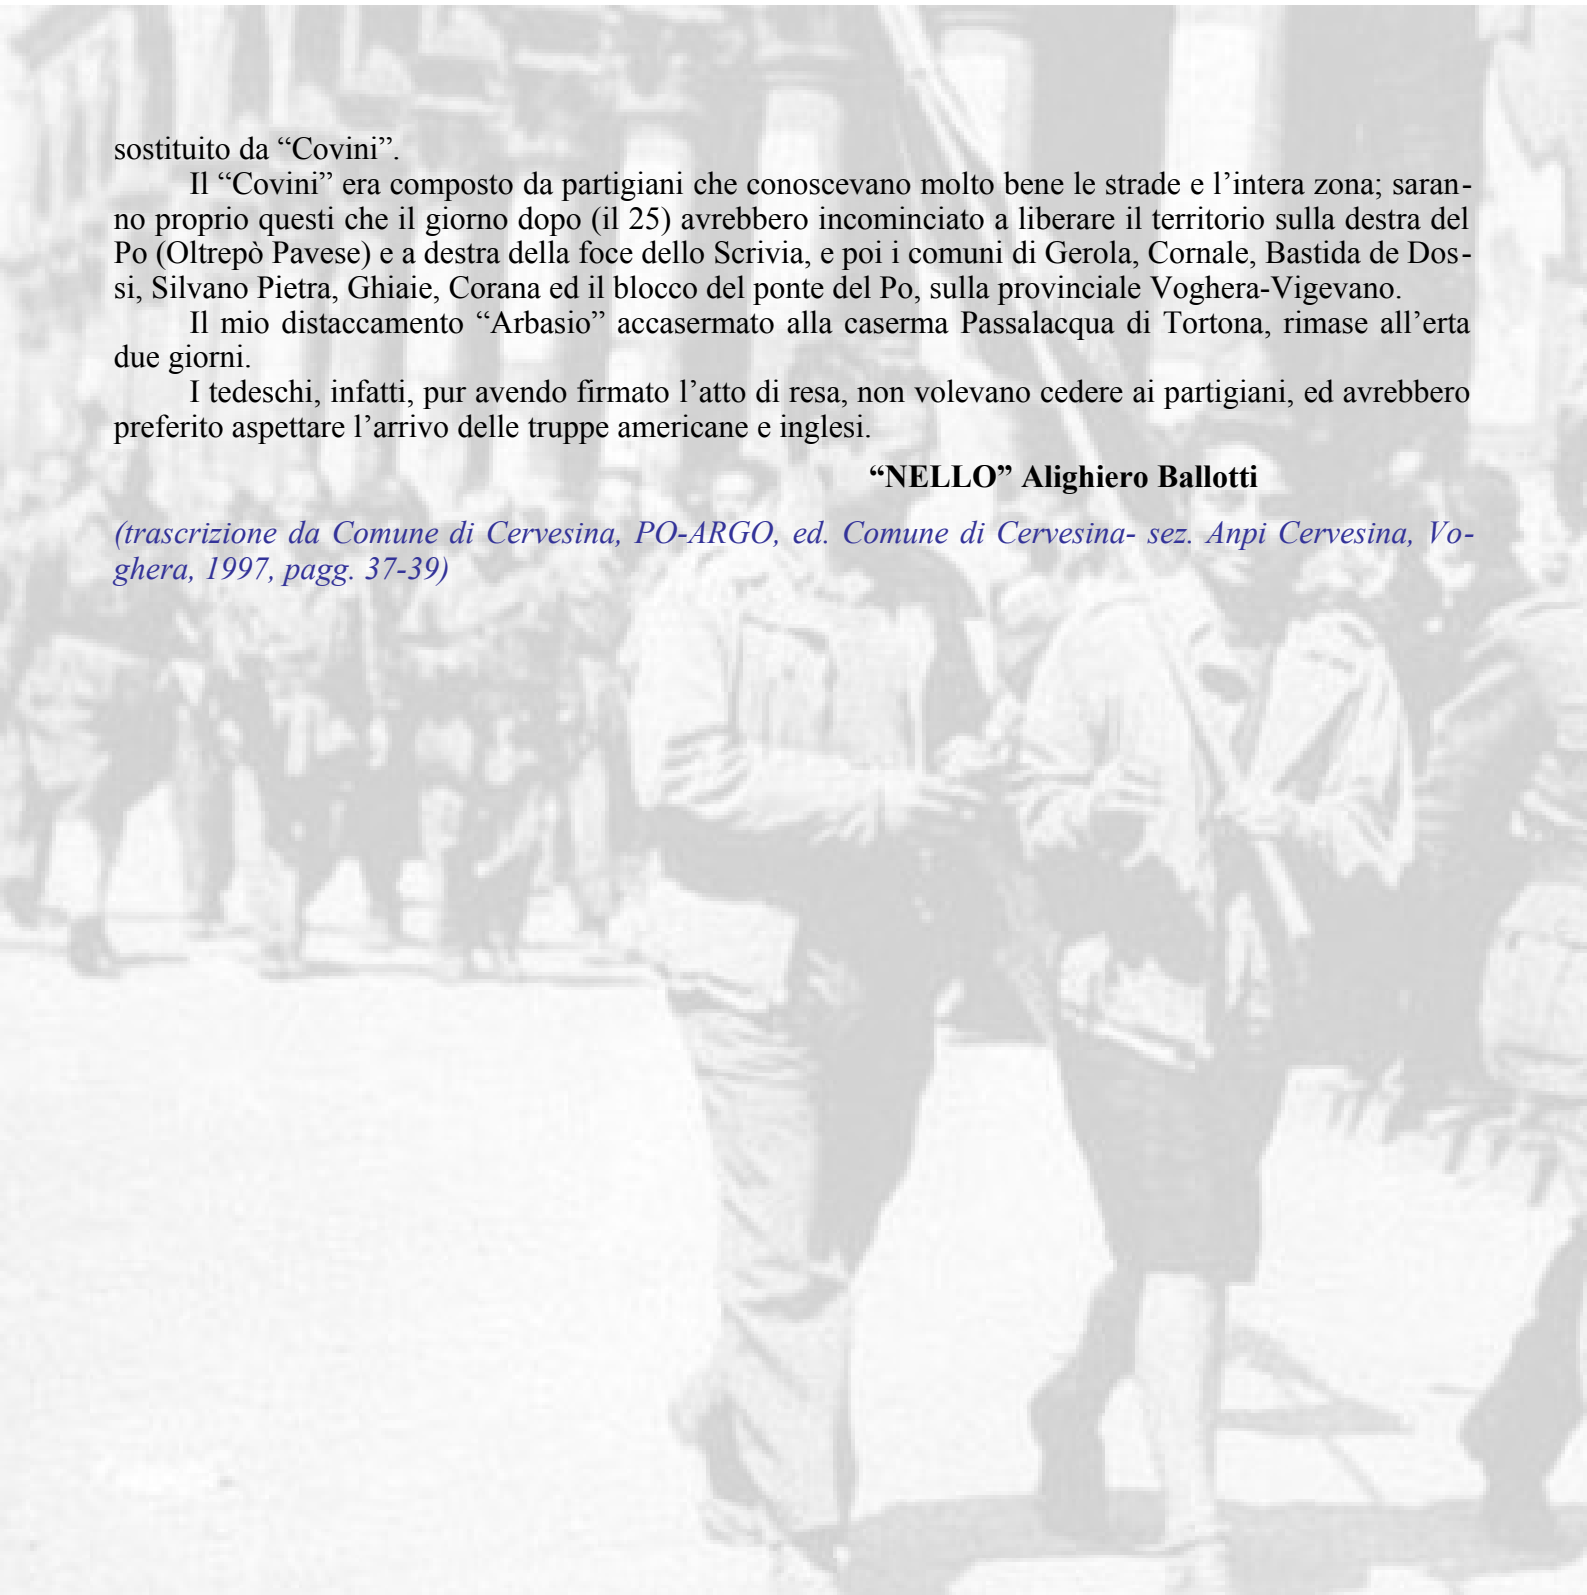 sostituito da “Covini”.
Il “Covini” era composto da partigiani che conoscevano molto bene le strade e l’intera zona; saran-
no proprio questi che il giorno dopo (il 25) avrebbero incominciato a liberare il territorio sulla destra del
Po (Oltrepò Pavese) e a destra della foce dello Scrivia, e poi i comuni di Gerola, Cornale, Bastida de Dos-
si, Silvano Pietra, Ghiaie, Corana ed il blocco del ponte del Po, sulla provinciale Voghera-Vigevano.
Il mio distaccamento “Arbasio” accasermato alla caserma Passalacqua di Tortona, rimase all’erta
due giorni.
I tedeschi, infatti, pur avendo firmato l’atto di resa, non volevano cedere ai partigiani, ed avrebbero
preferito aspettare l’arrivo delle truppe americane e inglesi.
“NELLO” Alighiero Ballotti
(trascrizione da Comune di Cervesina, PO-ARGO, ed. Comune di Cervesina- sez. Anpi Cervesina, Vo-
ghera, 1997, pagg. 37-39)